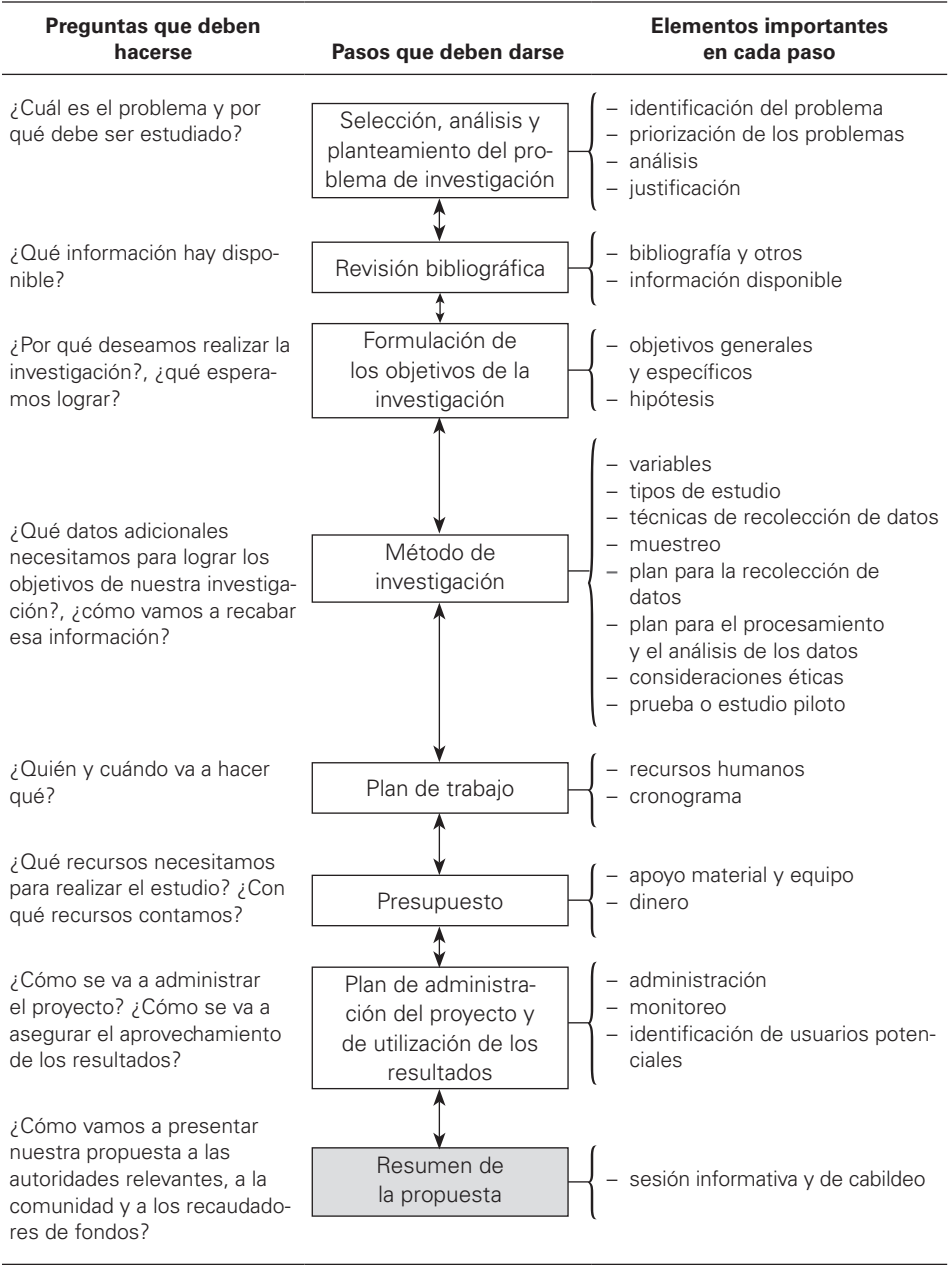 Preguntas que deben
hacerse
Pasos que deben darse
Elementos importantes
en cada paso
¿Cuál es el problema y por
qué debe ser estudiado?
Selección, análisis y
planteamiento del pro-
blema de investigación
– identificación del problema
– priorización de los problemas
– análisis
– justificación
¿Qué información hay dispo-
nible?
Revisión bibliográfica
– bibliografía y otros
– información disponible
¿Por qué deseamos realizar la
investigación?, ¿qué espera-
mos lograr?
Formulación de
los objetivos de la
investigación
– objetivos generales
y específicos
– hipótesis
¿Qué datos adicionales
necesitamos para lograr los
objetivos de nuestra investiga-
ción?, ¿cómo vamos a recabar
esa información?
Método de
investigación
– variables
– tipos de estudio
– técnicas de recolección de datos
– muestreo
– plan para la recolección de
datos
– plan para el procesamiento
y el análisis de los datos
– consideraciones éticas
– prueba o estudio piloto
¿Quién y cuándo va a hacer
qué?
Plan de trabajo
– recursos humanos
– cronograma
¿Qué recursos necesitamos
para realizar el estudio? ¿Con
qué recursos contamos?
Presupuesto
– apoyo material y equipo
– dinero
¿Cómo se va a administrar
el proyecto? ¿Cómo se va a
asegurar el aprovechamiento
de los resultados?
Plan de administra-
ción del proyecto y
de utilización de los
resultados
– administración
– monitoreo
– identificación de usuarios poten-
ciales
¿Cómo vamos a presentar
nuestra propuesta a las
autoridades relevantes, a la
comunidad y a los recaudado-
res de fondos?
Resumen de
la propuesta
– sesión informativa y de cabildeo